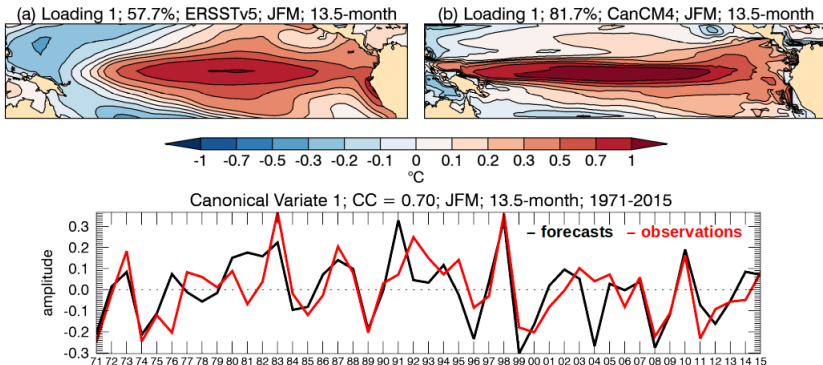 (a) Loading 1; 57.7%; ERSSTv5; JFM; 13.5-month
(b) Loading 1; 81.7%; CanCM4; JFM; 13.5-month
-1 -0.7 -0.5 -0.3 -0.2 -0.1 0 0.1 0.2 0.3 0.5 0.7 1
°C
Canonical Variate 1; CC = 0.70; JFM; 13.5-month; 1971-2015
– forecasts – observations
amplitude
0.3
0.2
0.1
0.0
-0.1
-0.2
-0.3
71 72 73 74 75 76 77 78 79 80 81 82 83 84 85 86 87 88 89 90 91 92 93 94 95 96 97 98 99 00 01 02 03 04 05 06 07 08 09 10 11 12 13 14 15